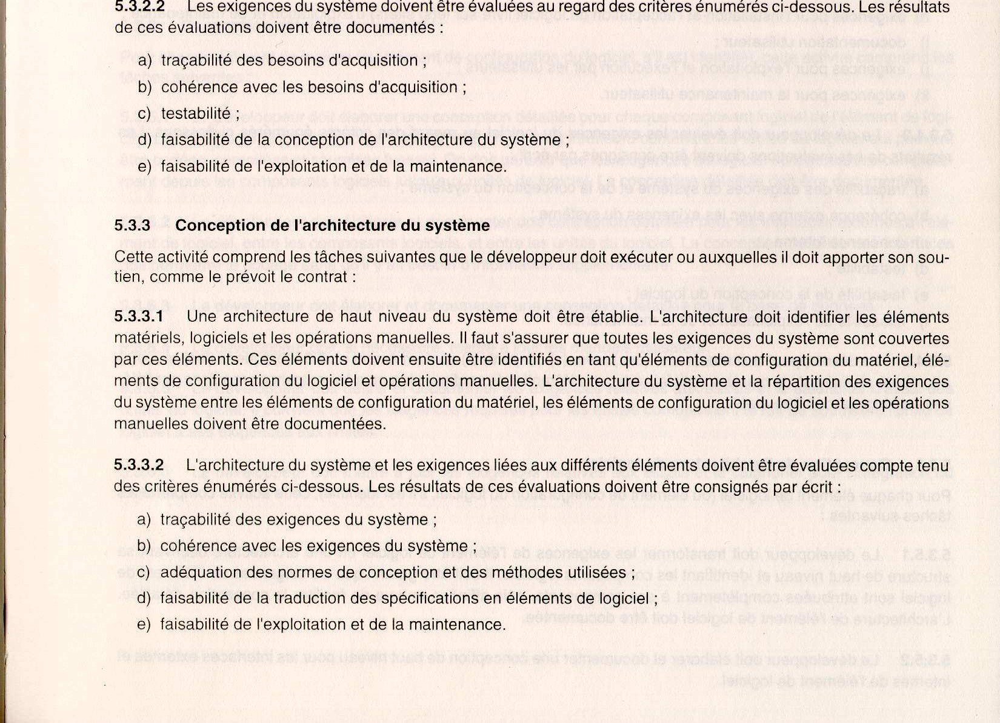 5.3.2.2 Les exigences du système doivent être évaluées au regard des critères énumérés ci-dessous. Les résultats
de ces évaluations doivent être documentés :
a) traçabilité des besoins d'acquisition ;
b) cohérence avec les besoins d'acquisition ;
c) testabilité ;
d) faisabilité de la conception de l'architecture du système ;
e) faisabilité de l'exploitation et de la maintenance.
5.3.3 Conception de l'architecture du système
Cette activité comprend les tâches suivantes que le développeur doit exécuter ou auxquelles il doit apporter son sou-
tien, comme le prévoit le contrat :
5.3.3.1 Une architecture de haut niveau du système doit être établie. L'architecture doit identifier les éléments
matériels, logiciels et les opérations manuelles. Il faut s'assurer que toutes les exigences du système sont couvertes
par ces éléments. Ces éléments doivent ensuite être identifiés en tant qu'éléments de configuration du matériel, élé-
ments de configuration du logiciel et opérations manuelles. L'architecture du système et la répartition des exigences
du système entre les éléments de configuration du matériel, les éléments de configuration du logiciel et les opérations
manuelles doivent être documentées.
5.3.3.2 L'architecture du système et les exigences liées aux différents éléments doivent être évaluées compte tenu
des critères énumérés ci-dessous. Les résultats de ces évaluations doivent être consignés par écrit :
a) traçabilité des exigences du système ;
b) cohérence avec les exigences du système ;
c) adéquation des normes de conception et des méthodes utilisées ;
d) faisabilité de la traduction des spécifications en éléments de logiciel ;
e) faisabilité de l'exploitation et de la maintenance.